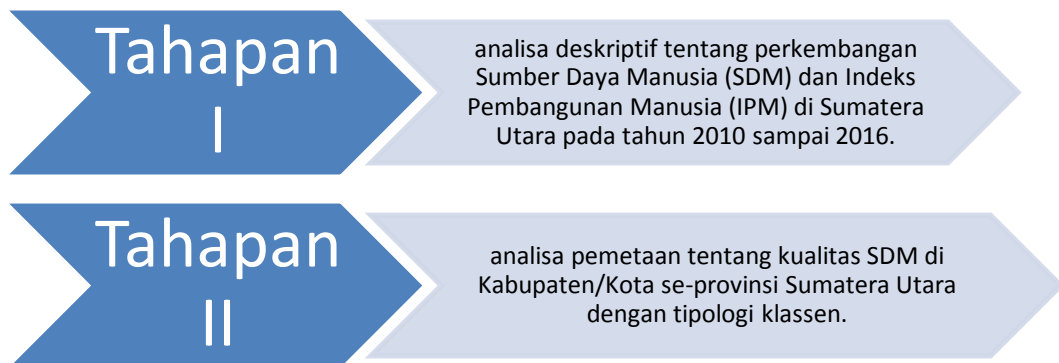 Tahapan
I
analisa deskriptif tentang perkembangan
Sumber Daya Manusia (SDM) dan Indeks
Pembangunan Manusia (IPM) di Sumatera
Utara pada tahun 2010 sampai 2016.
Tahapan
II
analisa pemetaan tentang kualitas SDM di
Kabupaten/Kota se-provinsi Sumatera Utara
dengan tipologi klassen.